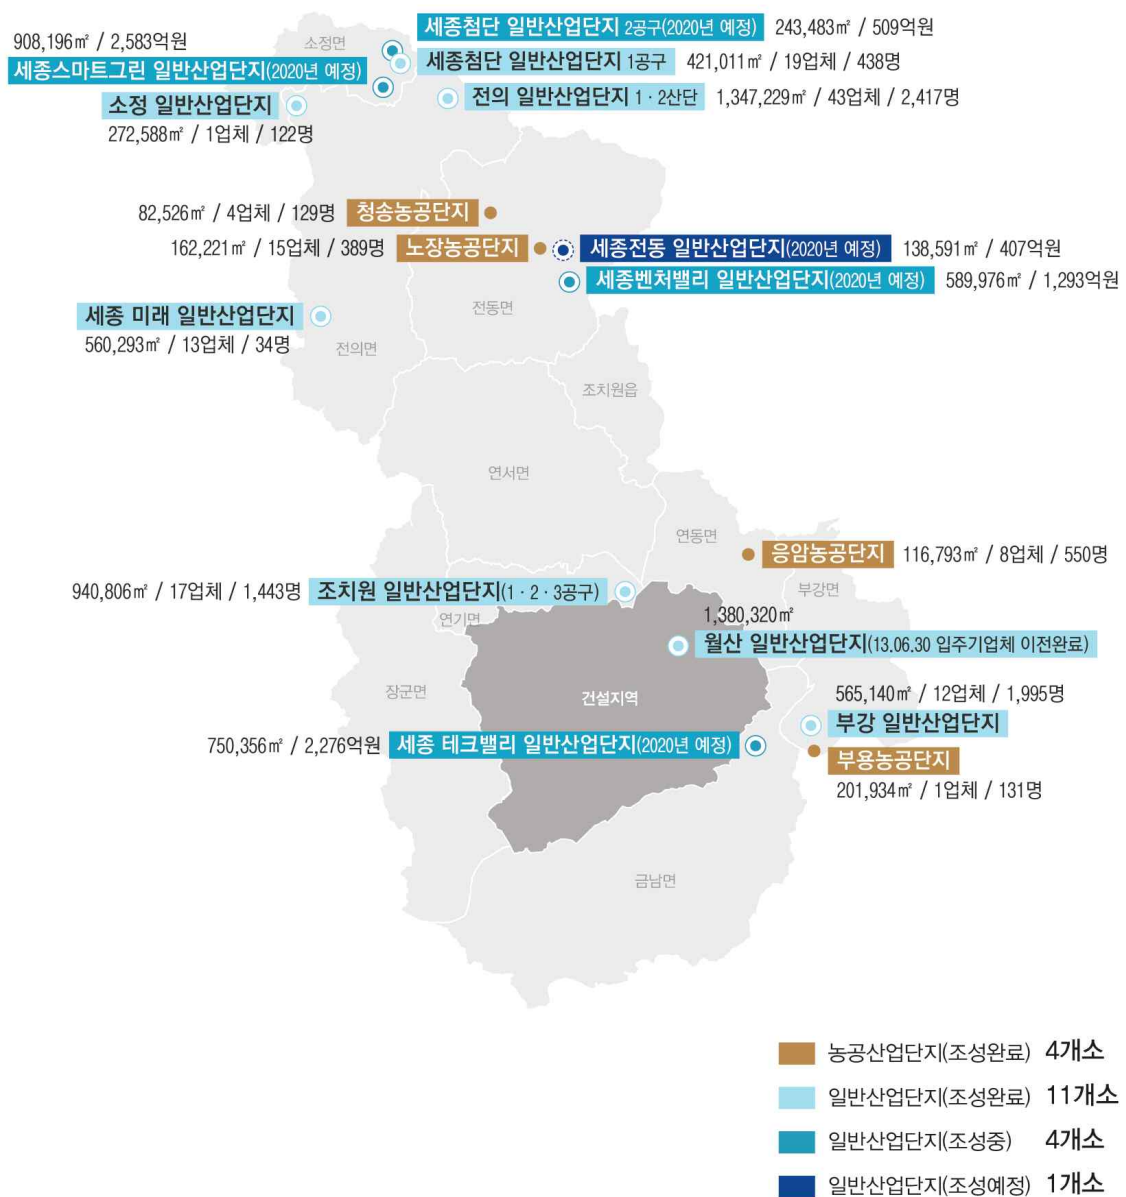 세종첨단 일반산업단지 2공구(2020년 예정) 243,483㎡ / 509억원
908,196㎡ / 2,583억원
소정면
세종스마트그린 일반산업단지(2020년 예정)
세종첨단 일반산업단지 1공구 421,011㎡ / 19업체 / 438명
소정 일반산업단지
272,588㎡ / 1업체 / 122명
전의 일반산업단지 1 · 2산단 1,347,229㎡ / 43업체 / 2,417명
82,526㎡ / 4업체 / 129명 청송농공단지
162,221㎡ / 15업체 / 389명 노장농공단지
세종전동 일반산업단지(2020년 예정) 138,591㎡ / 407억원
세종벤처밸리 일반산업단지(2020년 예정) 589,976㎡ / 1,293억원
세종 미래 일반산업단지
560,293㎡ / 13업체 / 34명
전동면
전의면
조치원읍
연서면
연동면
응암농공단지 116,793㎡ / 8업체 / 550명
부강면
940,806㎡ / 17업체 / 1,443명 조치원 일반산업단지(1 · 2 · 3공구)
연기면
1,380,320㎡
월산 일반산업단지(13.06.30 입주기업체 이전완료)
장군면
건설지역
565,140㎡ / 12업체 / 1,995명
부강 일반산업단지
750,356㎡ / 2,276억원 세종 테크밸리 일반산업단지(2020년 예정)
부용농공단지
201,934㎡ / 1업체 / 131명
금남면
농공산업단지(조성완료) 4개소
일반산업단지(조성완료) 11개소
일반산업단지(조성중) 4개소
일반산업단지(조성예정) 1개소